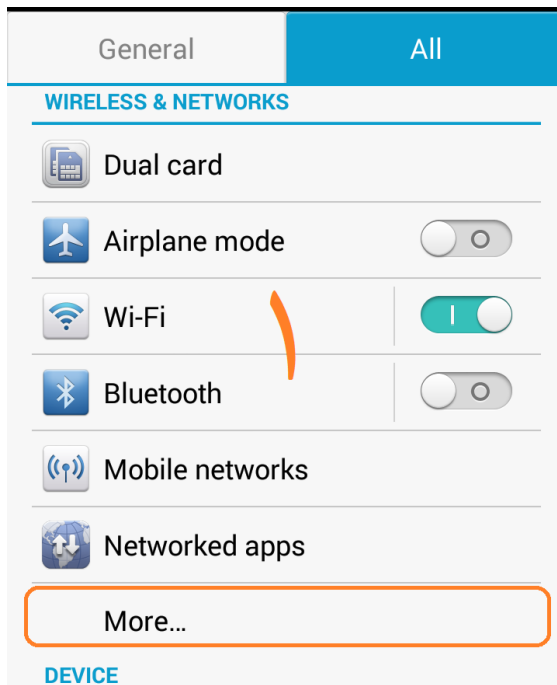 General All
WIRELESS & NETWORKS
Dual card
Airplane mode
Wi-Fi
Bluetooth
Mobile networks
Networked apps
More...
DEVICE